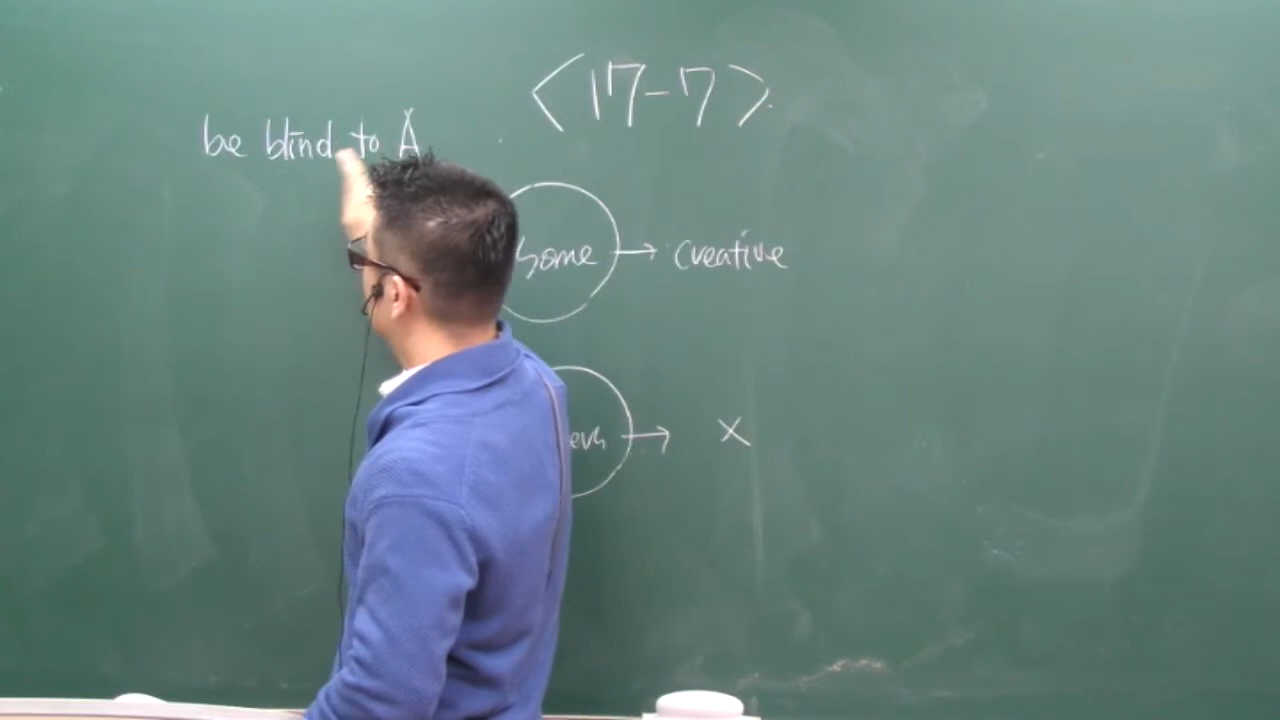 <17-7>
be blind to A
some → creative
→ X